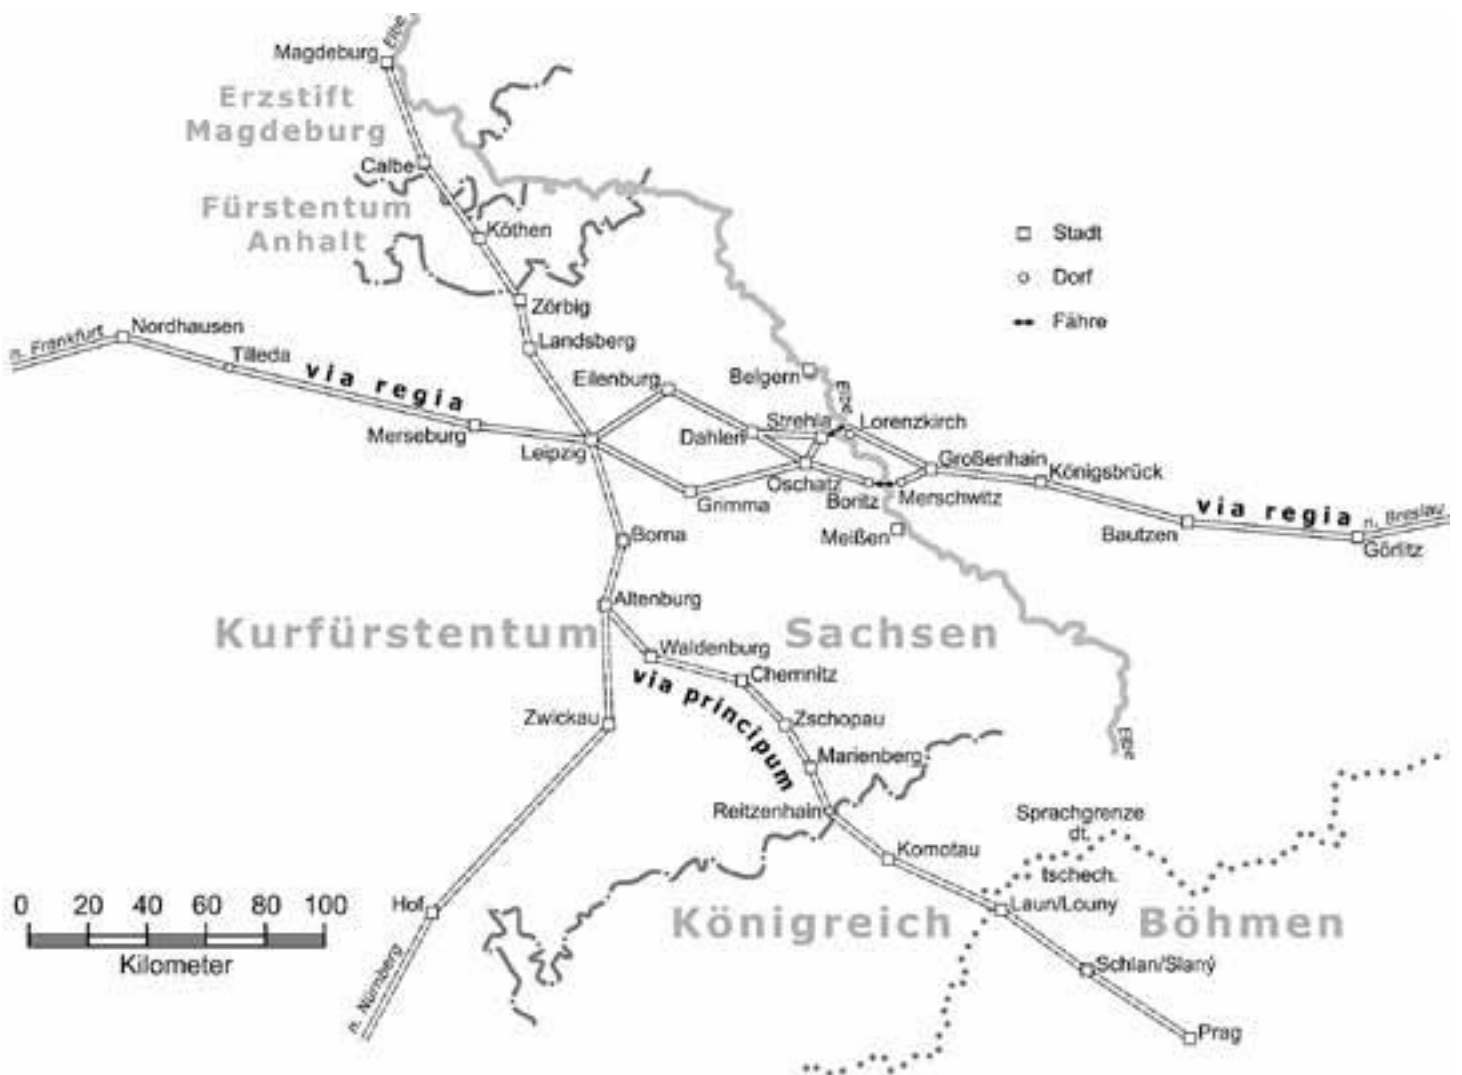 Elbe
Magdeburg
Erzstift
Magdeburg
Calbe
Fürstentum
Anhalt
Köthen
Stadt
Dorf
Fähre
Zörbig
Landsberg
n. Frankfurt
Nordhausen
Tilleda
via regia
Merseburg
Leipzig
Eilenburg
Belgern
Elbe
Dahlen
Strehla
Lorenzkirch
Großenhain
Königsbrück
Oschatz
Grimma
Boritz
Merschwitz
via regia
n. Breslau
Bautzen
Görlitz
Meißen
Borna
Altenburg
Kurfürstentum Sachsen
Waldenburg
Chemnitz
via principum
Zwickau
Zschopau
Elbe
Marienberg
Reitzenhain
Sprachgrenze
dt.
tschech.
Komotau
Laun/Louny
Königreich Böhmen
Hof
n. Nürnberg
Schlan/Slaný
Prag
0 20 40 60 80 100
Kilometer